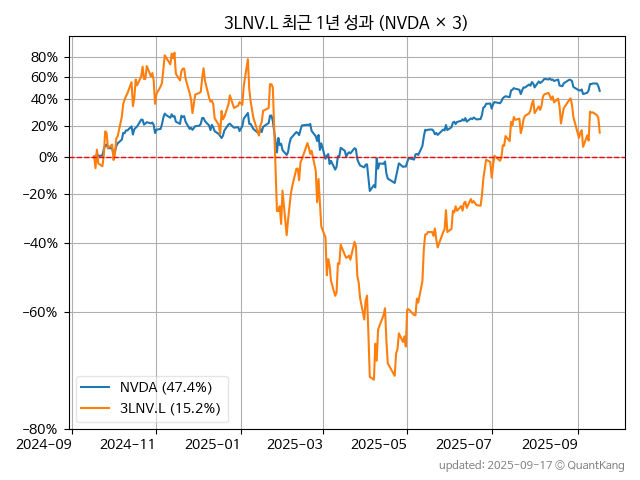 3LNV.L 최근 1년 성과 (NVDA × 3)
80%
60%
40%
20%
0%
−20%
−40%
−60%
−80%
NVDA (47.4%)
3LNV.L (15.2%)
2024-09 2024-11 2025-01 2025-03 2025-05 2025-07 2025-09
updated: 2025-09-17 © QuantKang